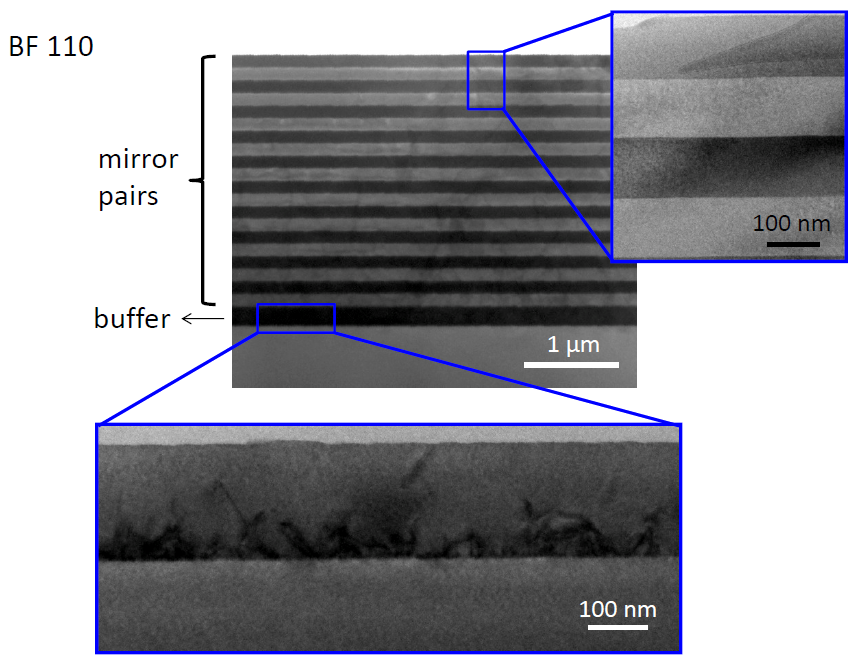 BF 110
mirror
pairs
buffer
1 µm
100 nm
100 nm